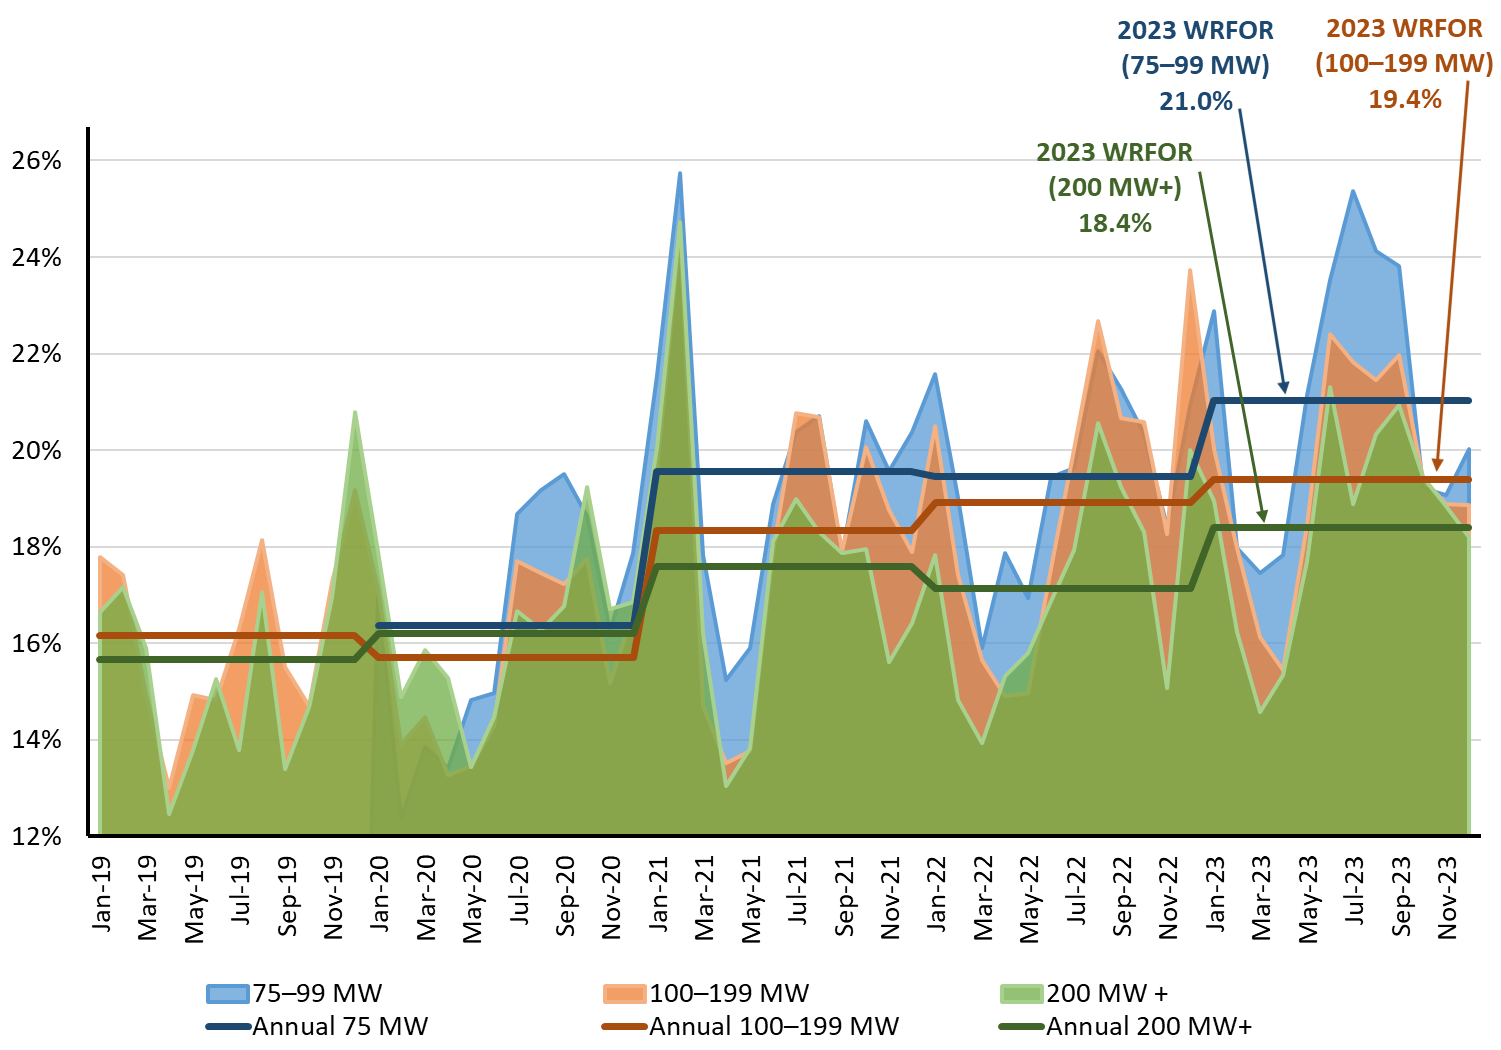 2023 WRFOR
(75–99 MW)
21.0%
2023 WRFOR
(100–199 MW)
19.4%
2023 WRFOR
(200 MW+)
18.4%
26%
24%
22%
20%
18%
16%
14%
12%
Jan-19
Mar-19
May-19
Jul-19
Sep-19
Nov-19
Jan-20
Mar-20
May-20
Jul-20
Sep-20
Nov-20
Jan-21
Mar-21
May-21
Jul-21
Sep-21
Nov-21
Jan-22
Mar-22
May-22
Jul-22
Sep-22
Nov-22
Jan-23
Mar-23
May-23
Jul-23
Sep-23
Nov-23
75–99 MW
100–199 MW
200 MW +
Annual 75 MW
Annual 100–199 MW
Annual 200 MW+